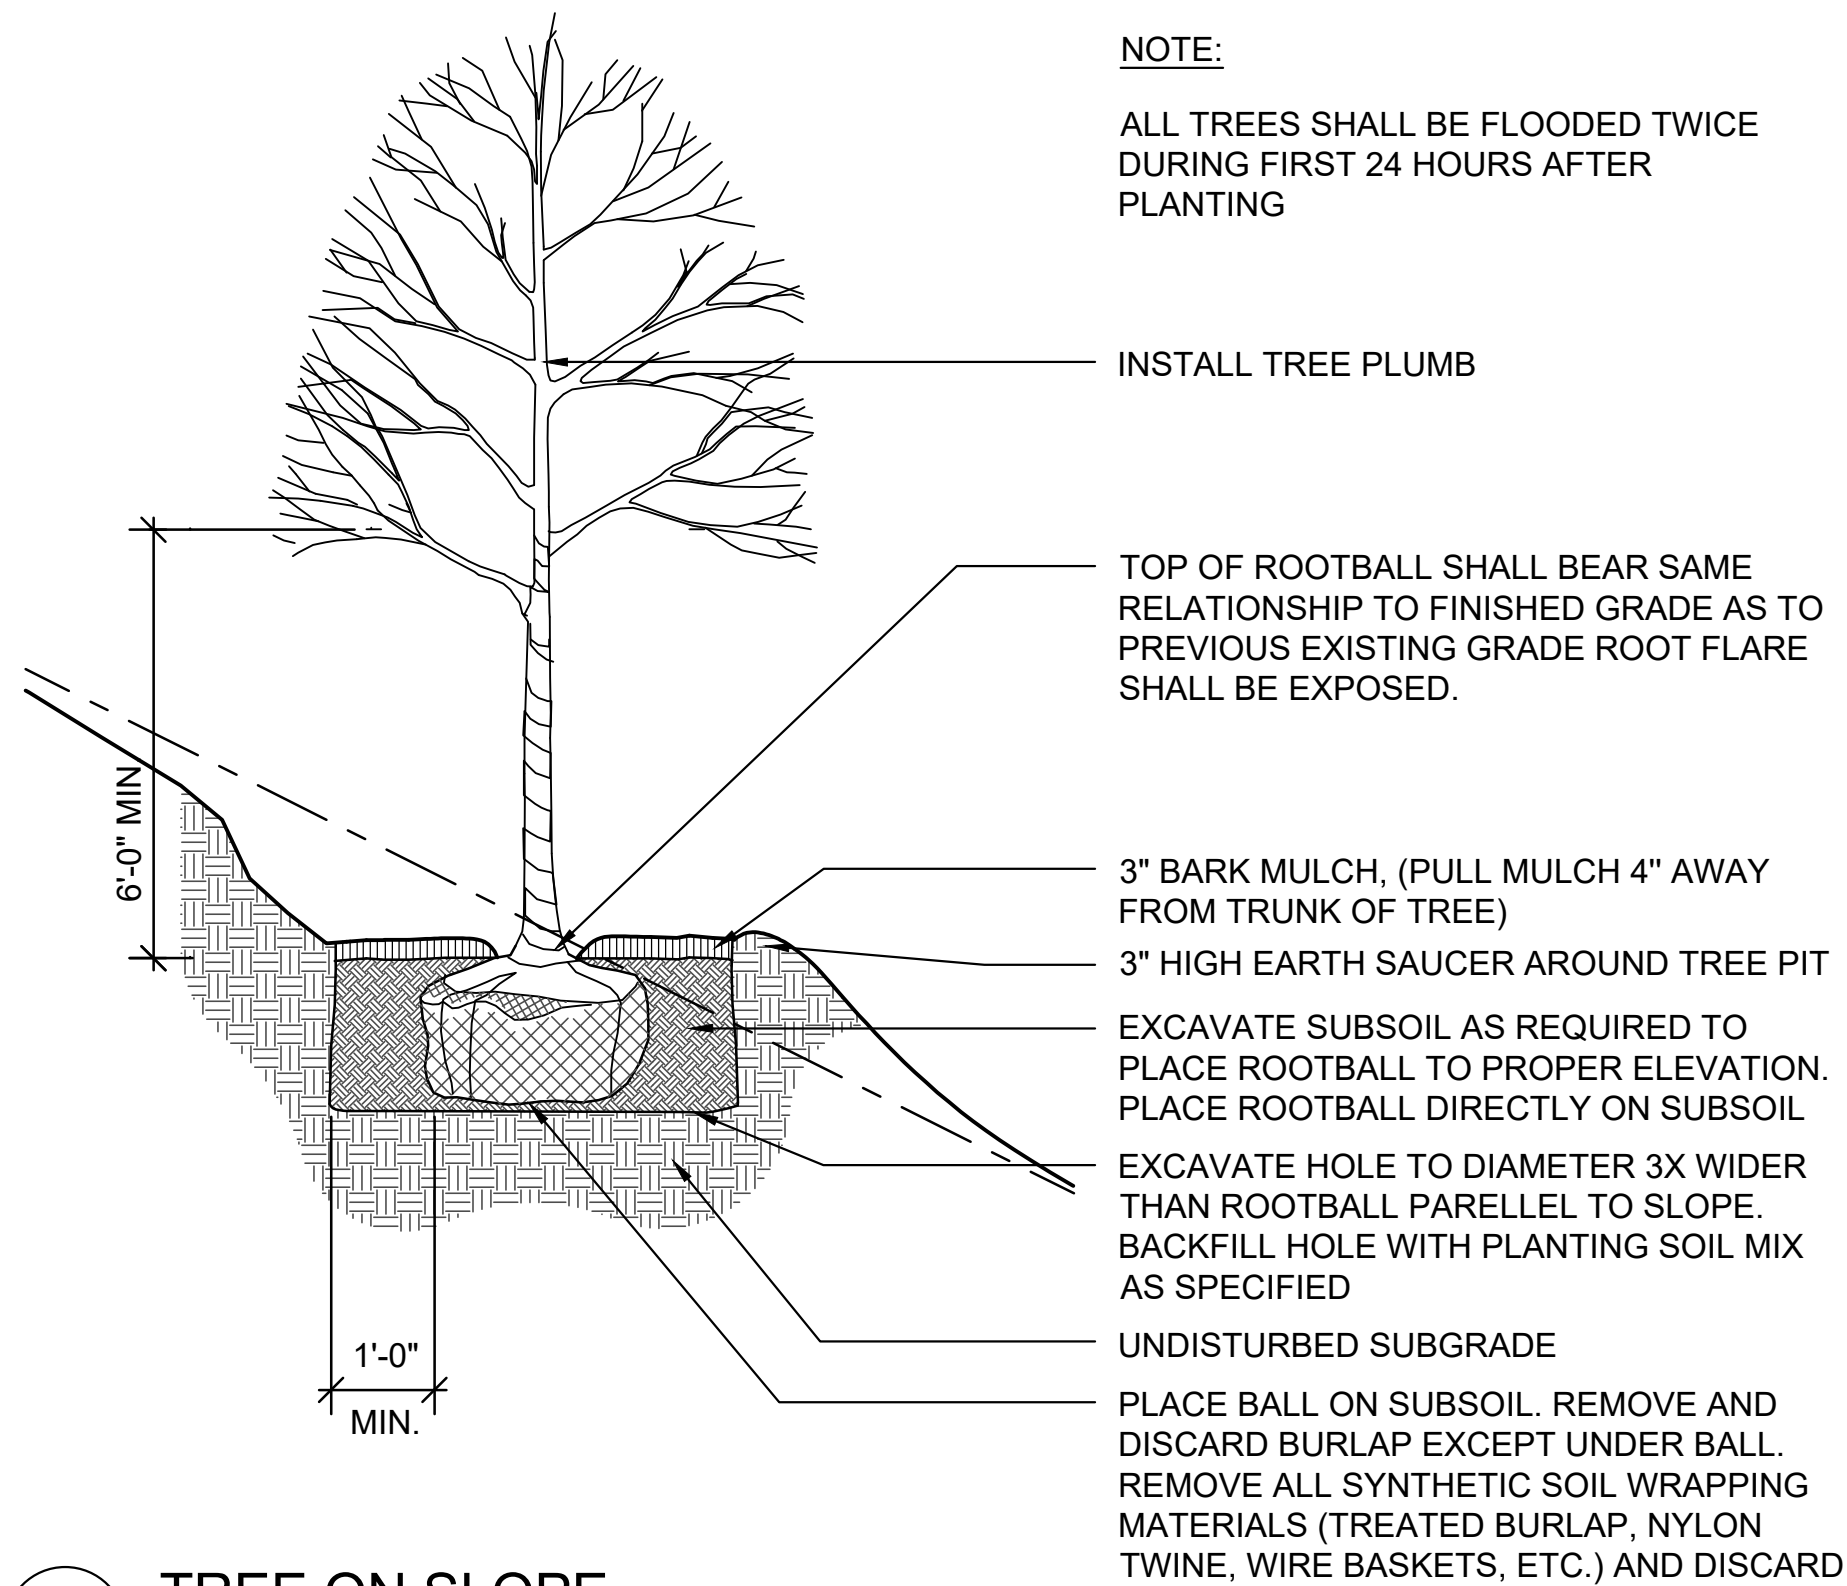 NOTE:
ALL TREES SHALL BE FLOODED TWICE
DURING FIRST 24 HOURS AFTER
PLANTING
INSTALL TREE PLUMB
TOP OF ROOTBALL SHALL BEAR SAME
RELATIONSHIP TO FINISHED GRADE AS TO
PREVIOUS EXISTING GRADE ROOT FLARE
SHALL BE EXPOSED.
6'-0" MIN
3" BARK MULCH, (PULL MULCH 4" AWAY
FROM TRUNK OF TREE)
3" HIGH EARTH SAUCER AROUND TREE PIT
EXCAVATE SUBSOIL AS REQUIRED TO
PLACE ROOTBALL TO PROPER ELEVATION.
PLACE ROOTBALL DIRECTLY ON SUBSOIL
EXCAVATE HOLE TO DIAMETER 3X WIDER
THAN ROOTBALL PARELLEL TO SLOPE.
BACKFILL HOLE WITH PLANTING SOIL MIX
AS SPECIFIED
UNDISTURBED SUBGRADE
1'-0"
MIN.
PLACE BALL ON SUBSOIL. REMOVE AND
DISCARD BURLAP EXCEPT UNDER BALL.
REMOVE ALL SYNTHETIC SOIL WRAPPING
MATERIALS (TREATED BURLAP, NYLON
TWINE, WIRE BASKETS, ETC.) AND DISCARD
TREE ON SLOPE